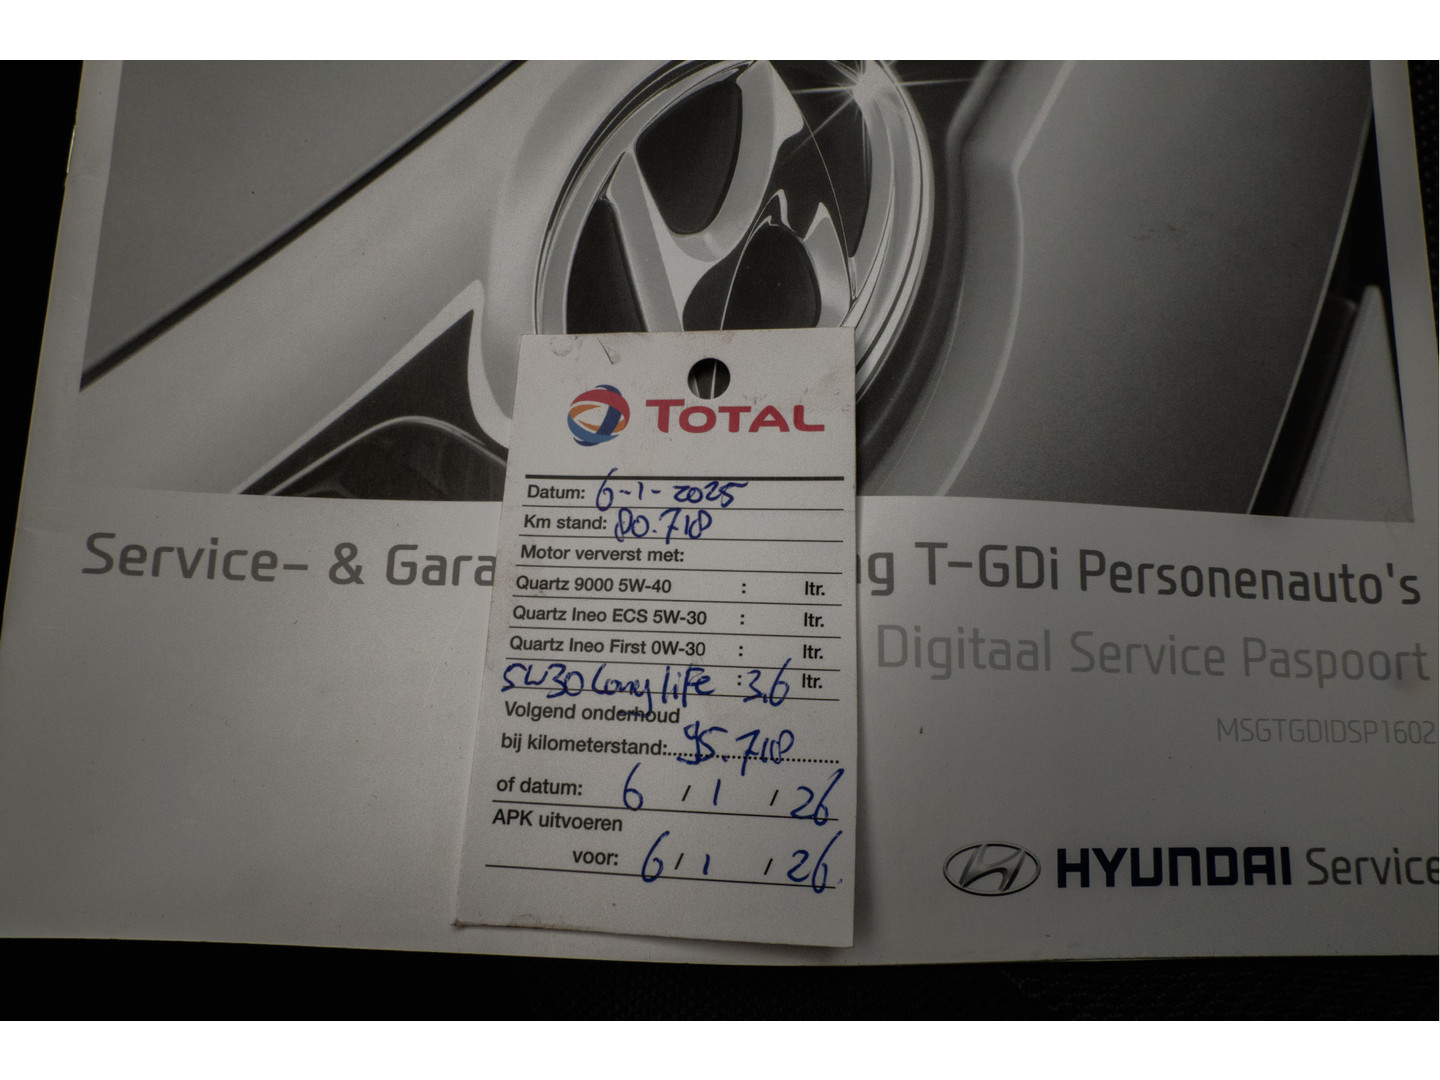 TOTAL
Datum: 6-1-2025
Km stand: 80.718
Motor ververst met:
Quartz 9000 5W-40 : ltr.
Quartz Ineo ECS 5W-30 : ltr.
Quartz Ineo First 0W-30 : ltr.
5W30 Longlife : 3,6 ltr.
Volgend onderhoud
bij kilometerstand: 95.718
of datum: 6 / 1 / 26
APK uitvoeren
voor: 6 / 1 / 26
Service- & Gara
g T-GDi Personenauto's
Digitaal Service Paspoort
MSGTGDIDSP1602
HYUNDAI Service